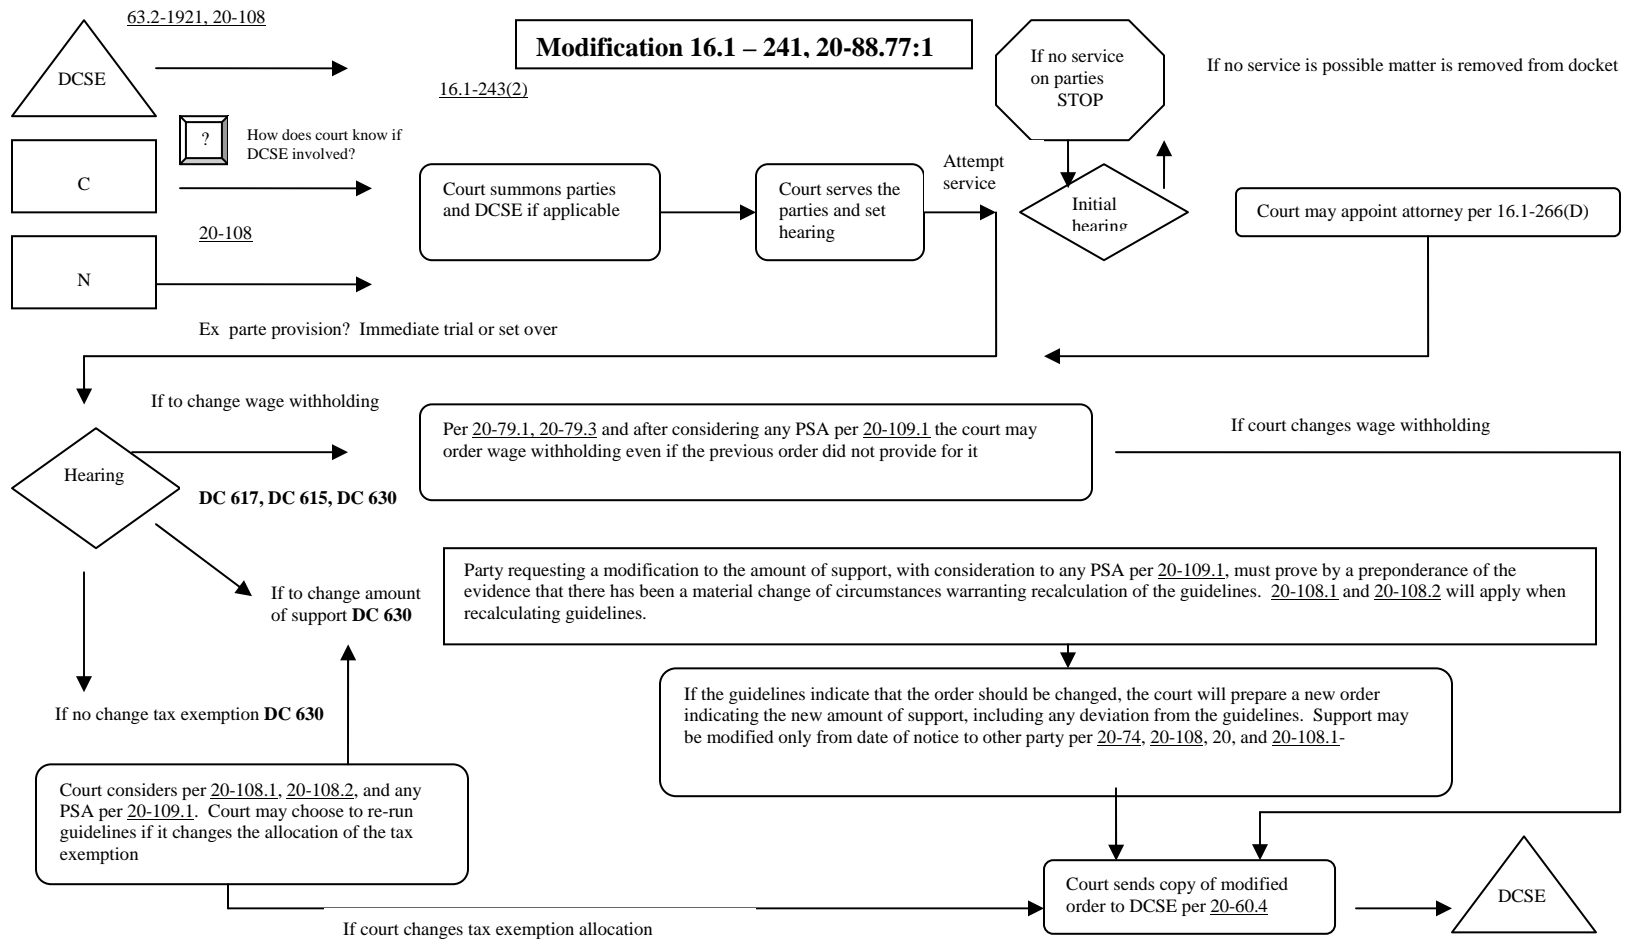 63.2-1921, 20-108
DCSE
Modification 16.1 – 241, 20-88.77:1
If no service
on parties
STOP
If no service is possible matter is removed from docket
16.1-243(2)
?
How does court know if
DCSE involved?
C
Court summons parties
and DCSE if applicable
Court serves the
parties and set
hearing
Attempt
service
Initial
hearing
Court may appoint attorney per 16.1-266(D)
20-108
N
Ex  parte provision?  Immediate trial or set over
If to change wage withholding
Hearing
Per 20-79.1, 20-79.3 and after considering any PSA per 20-109.1 the court may
order wage withholding even if the previous order did not provide for it
If court changes wage withholding
DC 617, DC 615, DC 630
If to change amount
of support DC 630
Party requesting a modification to the amount of support, with consideration to any PSA per 20-109.1, must prove by a preponderance of the
evidence that there has been a material change of circumstances warranting recalculation of the guidelines.  20-108.1 and 20-108.2 will apply when
recalculating guidelines.
If no change tax exemption DC 630
If the guidelines indicate that the order should be changed, the court will prepare a new order
indicating the new amount of support, including any deviation from the guidelines.  Support may
be modified only from date of notice to other party per 20-74, 20-108, 20, and 20-108.1-
Court considers per 20-108.1, 20-108.2, and any
PSA per 20-109.1.  Court may choose to re-run
guidelines if it changes the allocation of the tax
exemption
Court sends copy of modified
order to DCSE per 20-60.4
DCSE
If court changes tax exemption allocation